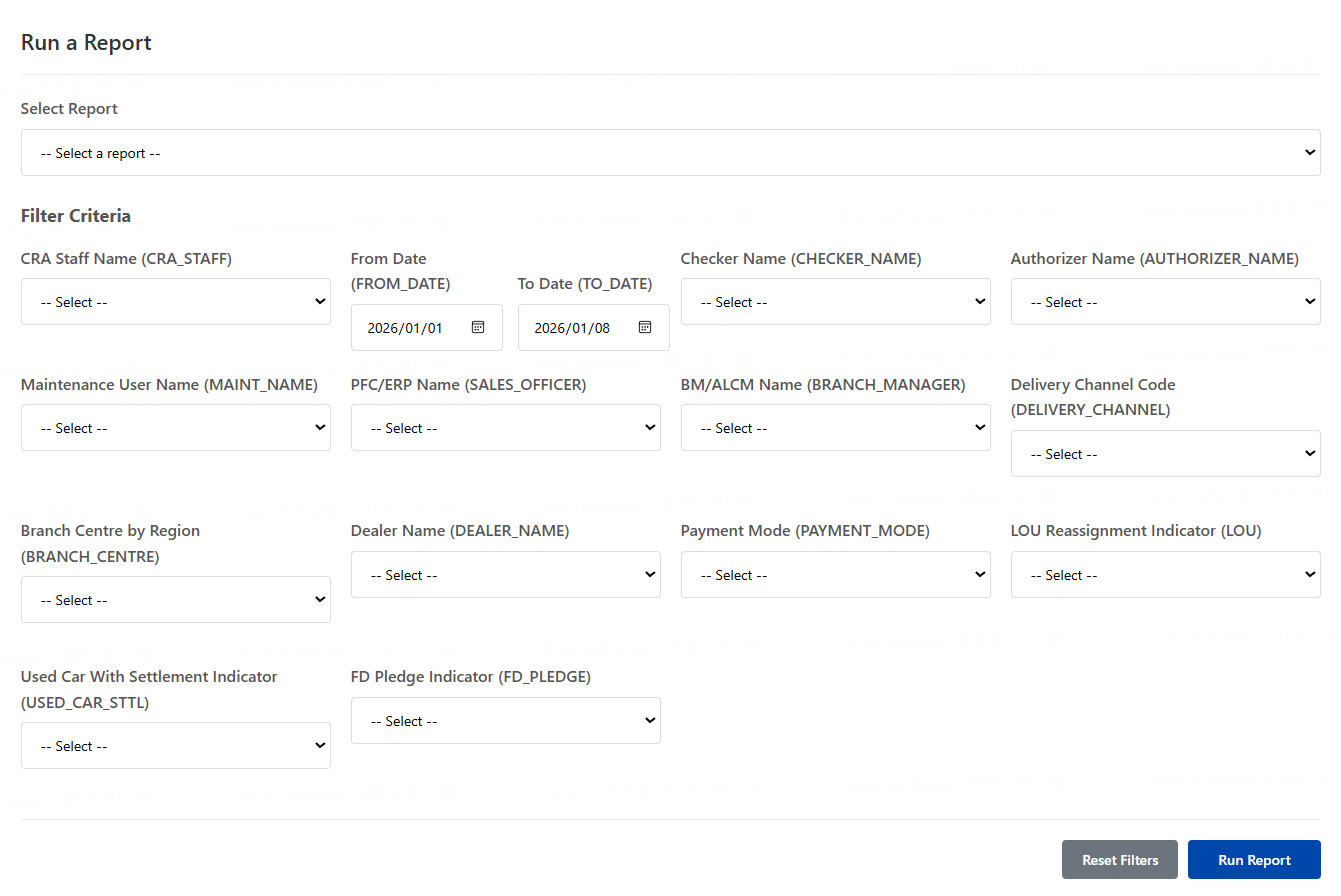 Run a Report
Select Report
-- Select a report --
Filter Criteria
CRA Staff Name (CRA_STAFF)
-- Select --
From Date
(FROM_DATE)
2026/01/01
To Date (TO_DATE)
2026/01/08
Checker Name (CHECKER_NAME)
-- Select --
Authorizer Name (AUTHORIZER_NAME)
-- Select --
Maintenance User Name (MAINT_NAME)
-- Select --
PFC/ERP Name (SALES_OFFICER)
-- Select --
BM/ALCM Name (BRANCH_MANAGER)
-- Select --
Delivery Channel Code
(DELIVERY_CHANNEL)
-- Select --
Branch Centre by Region
(BRANCH_CENTRE)
-- Select --
Dealer Name (DEALER_NAME)
-- Select --
Payment Mode (PAYMENT_MODE)
-- Select --
LOU Reassignment Indicator (LOU)
-- Select --
Used Car With Settlement Indicator
(USED_CAR_STTL)
-- Select --
FD Pledge Indicator (FD_PLEDGE)
-- Select --
Reset Filters
Run Report